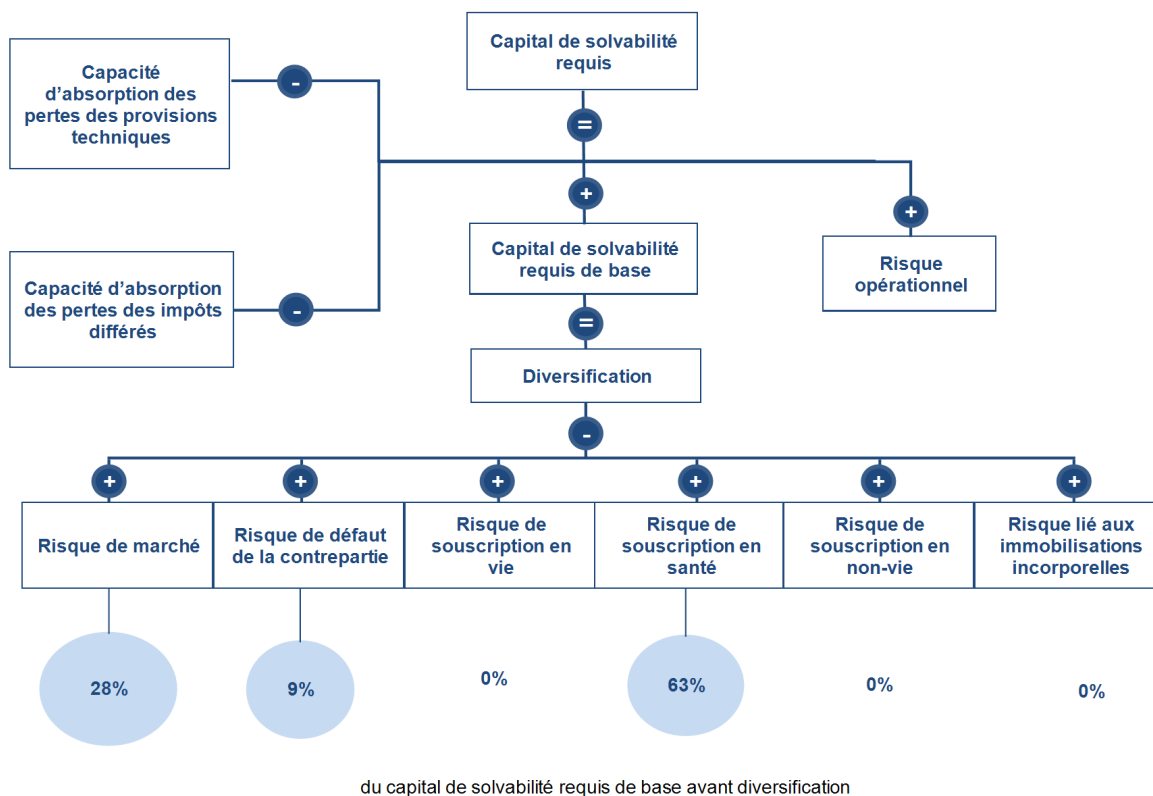 Capital de solvabilité
requis
Capacité
d'absorption des
pertes des provisions
techniques
-
=
+
+
Capital de solvabilité
requis de base
Risque
opérationnel
Capacité d'absorption
des pertes des impôts
différés
-
=
Diversification
-
+
+
+
+
+
+
Risque de marché
Risque de défaut
de la contrepartie
Risque de
souscription en
vie
Risque de
souscription en
santé
Risque de
souscription en
non-vie
Risque lié aux
immobilisations
incorporelles
28%
9%
0%
63%
0%
0%
du capital de solvabilité requis de base avant diversification